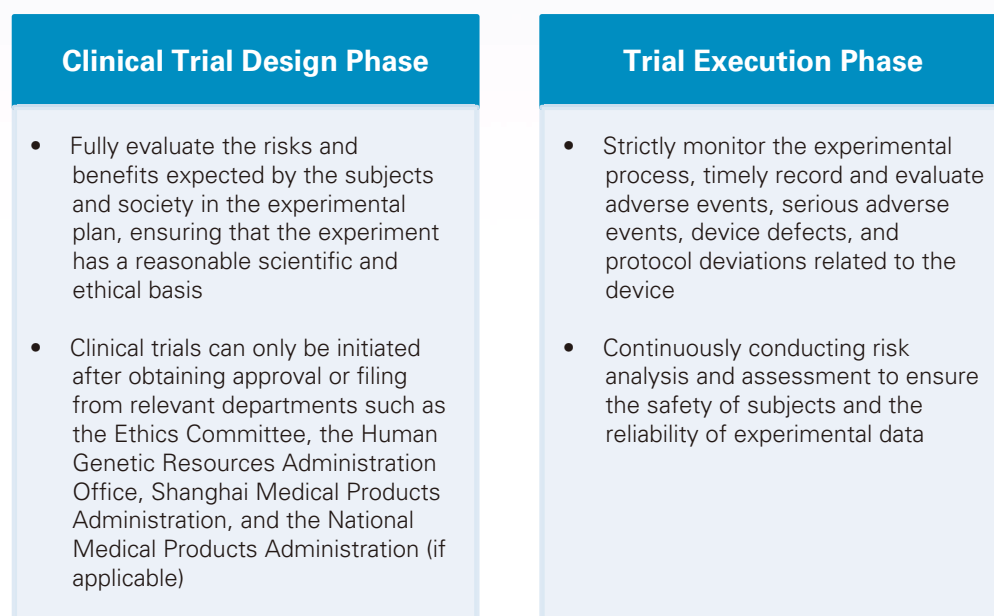 Clinical Trial Design Phase
• Fully evaluate the risks and
benefits expected by the subjects
and society in the experimental
plan, ensuring that the experiment
has a reasonable scientific and
ethical basis
• Clinical trials can only be initiated
after obtaining approval or filing
from relevant departments such as
the Ethics Committee, the Human
Genetic Resources Administration
Office, Shanghai Medical Products
Administration, and the National
Medical Products Administration (if
applicable)
Trial Execution Phase
• Strictly monitor the experimental
process, timely record and evaluate
adverse events, serious adverse
events, device defects, and
protocol deviations related to the
device
• Continuously conducting risk
analysis and assessment to ensure
the safety of subjects and the
reliability of experimental data